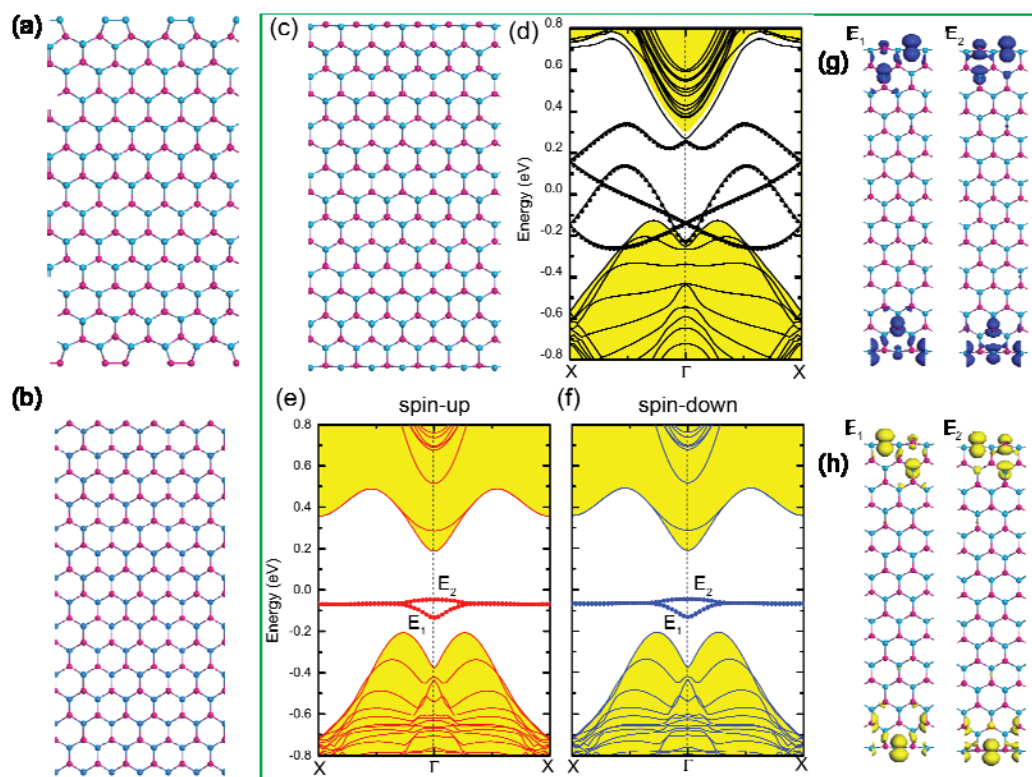 (a)
(b)
(c)
(d)
0.8
0.6
0.4
0.2
0.0
-0.2
-0.4
-0.6
-0.8
Energy (eV)
X Γ X
(g)
E1 E2
(e)
spin-up
0.8
0.6
0.4
0.2
0.0
-0.2
-0.4
-0.6
-0.8
Energy (eV)
E2
E1
X Γ X
(f)
spin-down
E2
E1
X Γ X
(h)
E1 E2